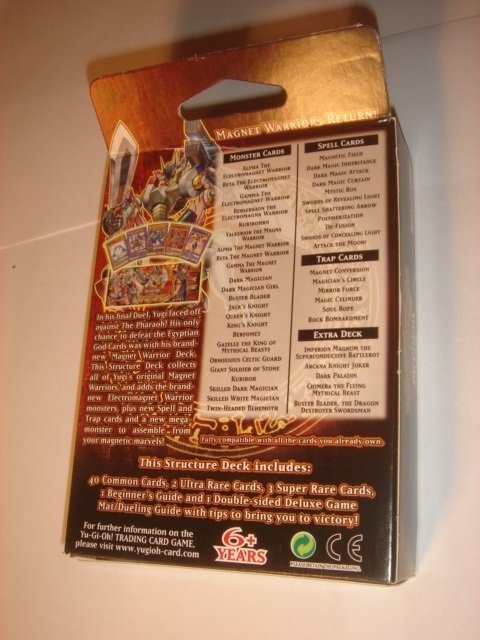 MAGNET WARRIORS RETURN!
MONSTER CARDS
ALPHA THE
ELECTROMAGNET WARRIOR
BETA THE ELECTROMAGNET
WARRIOR
GAMMA THE
ELECTROMAGNET WARRIOR
BERSERKION THE
ELECTROMAGNA WARRIOR
KURIBOHRN
VALKYRION THE MAGNA
WARRIOR
ALPHA THE MAGNET WARRIOR
BETA THE MAGNET WARRIOR
GAMMA THE MAGNET
WARRIOR
DARK MAGICIAN
DARK MAGICIAN GIRL
BUSTER BLADER
JACK'S KNIGHT
QUEEN'S KNIGHT
KING'S KNIGHT
BERFOMET
GAZELLE THE KING OF
MYTHICAL BEASTS
OBNOXIOUS CELTIC GUARD
GIANT SOLDIER OF STONE
KURIBOH
SKILLED DARK MAGICIAN
SKILLED WHITE MAGICIAN
TWIN-HEADED BEHEMOTH
SPELL CARDS
MAGNETIC FIELD
DARK MAGIC INHERITANCE
DARK MAGIC ATTACK
DARK MAGIC CURTAIN
MYSTIC BOX
SWORDS OF REVEALING LIGHT
SPELL SHATTERING ARROW
POLYMERIZATION
DE-FUSION
SWORDS OF CONCEALING LIGHT
ATTACK THE MOON!
TRAP CARDS
MAGNET CONVERSION
MAGICIAN'S CIRCLE
MIRROR FORCE
MAGIC CYLINDER
SOUL ROPE
ROCK BOMBARDMENT
EXTRA DECK
IMPERION MAGNUM THE
SUPERCONDUCTIVE BATTLEBOT
ARCANA KNIGHT JOKER
DARK PALADIN
CHIMERA THE FLYING
MYTHICAL BEAST
BUSTER BLADER, THE DRAGON
DESTROYER SWORDSMAN
In his final Duel, Yugi faced off
against The Pharaoh! His only
chance to defeat the Egyptian
God Cards was with his brand-
new Magnet Warrior Deck.
This Structure Deck collects
all of Yugi's original Magnet
Warriors, and adds the brand-
new Electromagnet Warrior
monsters, plus new Spell and
Trap cards and a new mega-
monster to assemble from
your magnetic marvels!
Fully compatible with all the cards you already own.
This Structure Deck includes:
40 Common Cards, 2 Ultra Rare Cards, 3 Super Rare Cards,
1 Beginner's Guide and 1 Double-sided Deluxe Game
Mat/Dueling Guide with tips to bring you to victory!
For further information on the
Yu-Gi-Oh! TRADING CARD GAME,
please visit www.yugioh-card.com
6+
YEARS
PLEASE RETAIN THE PACKAGING.
CE